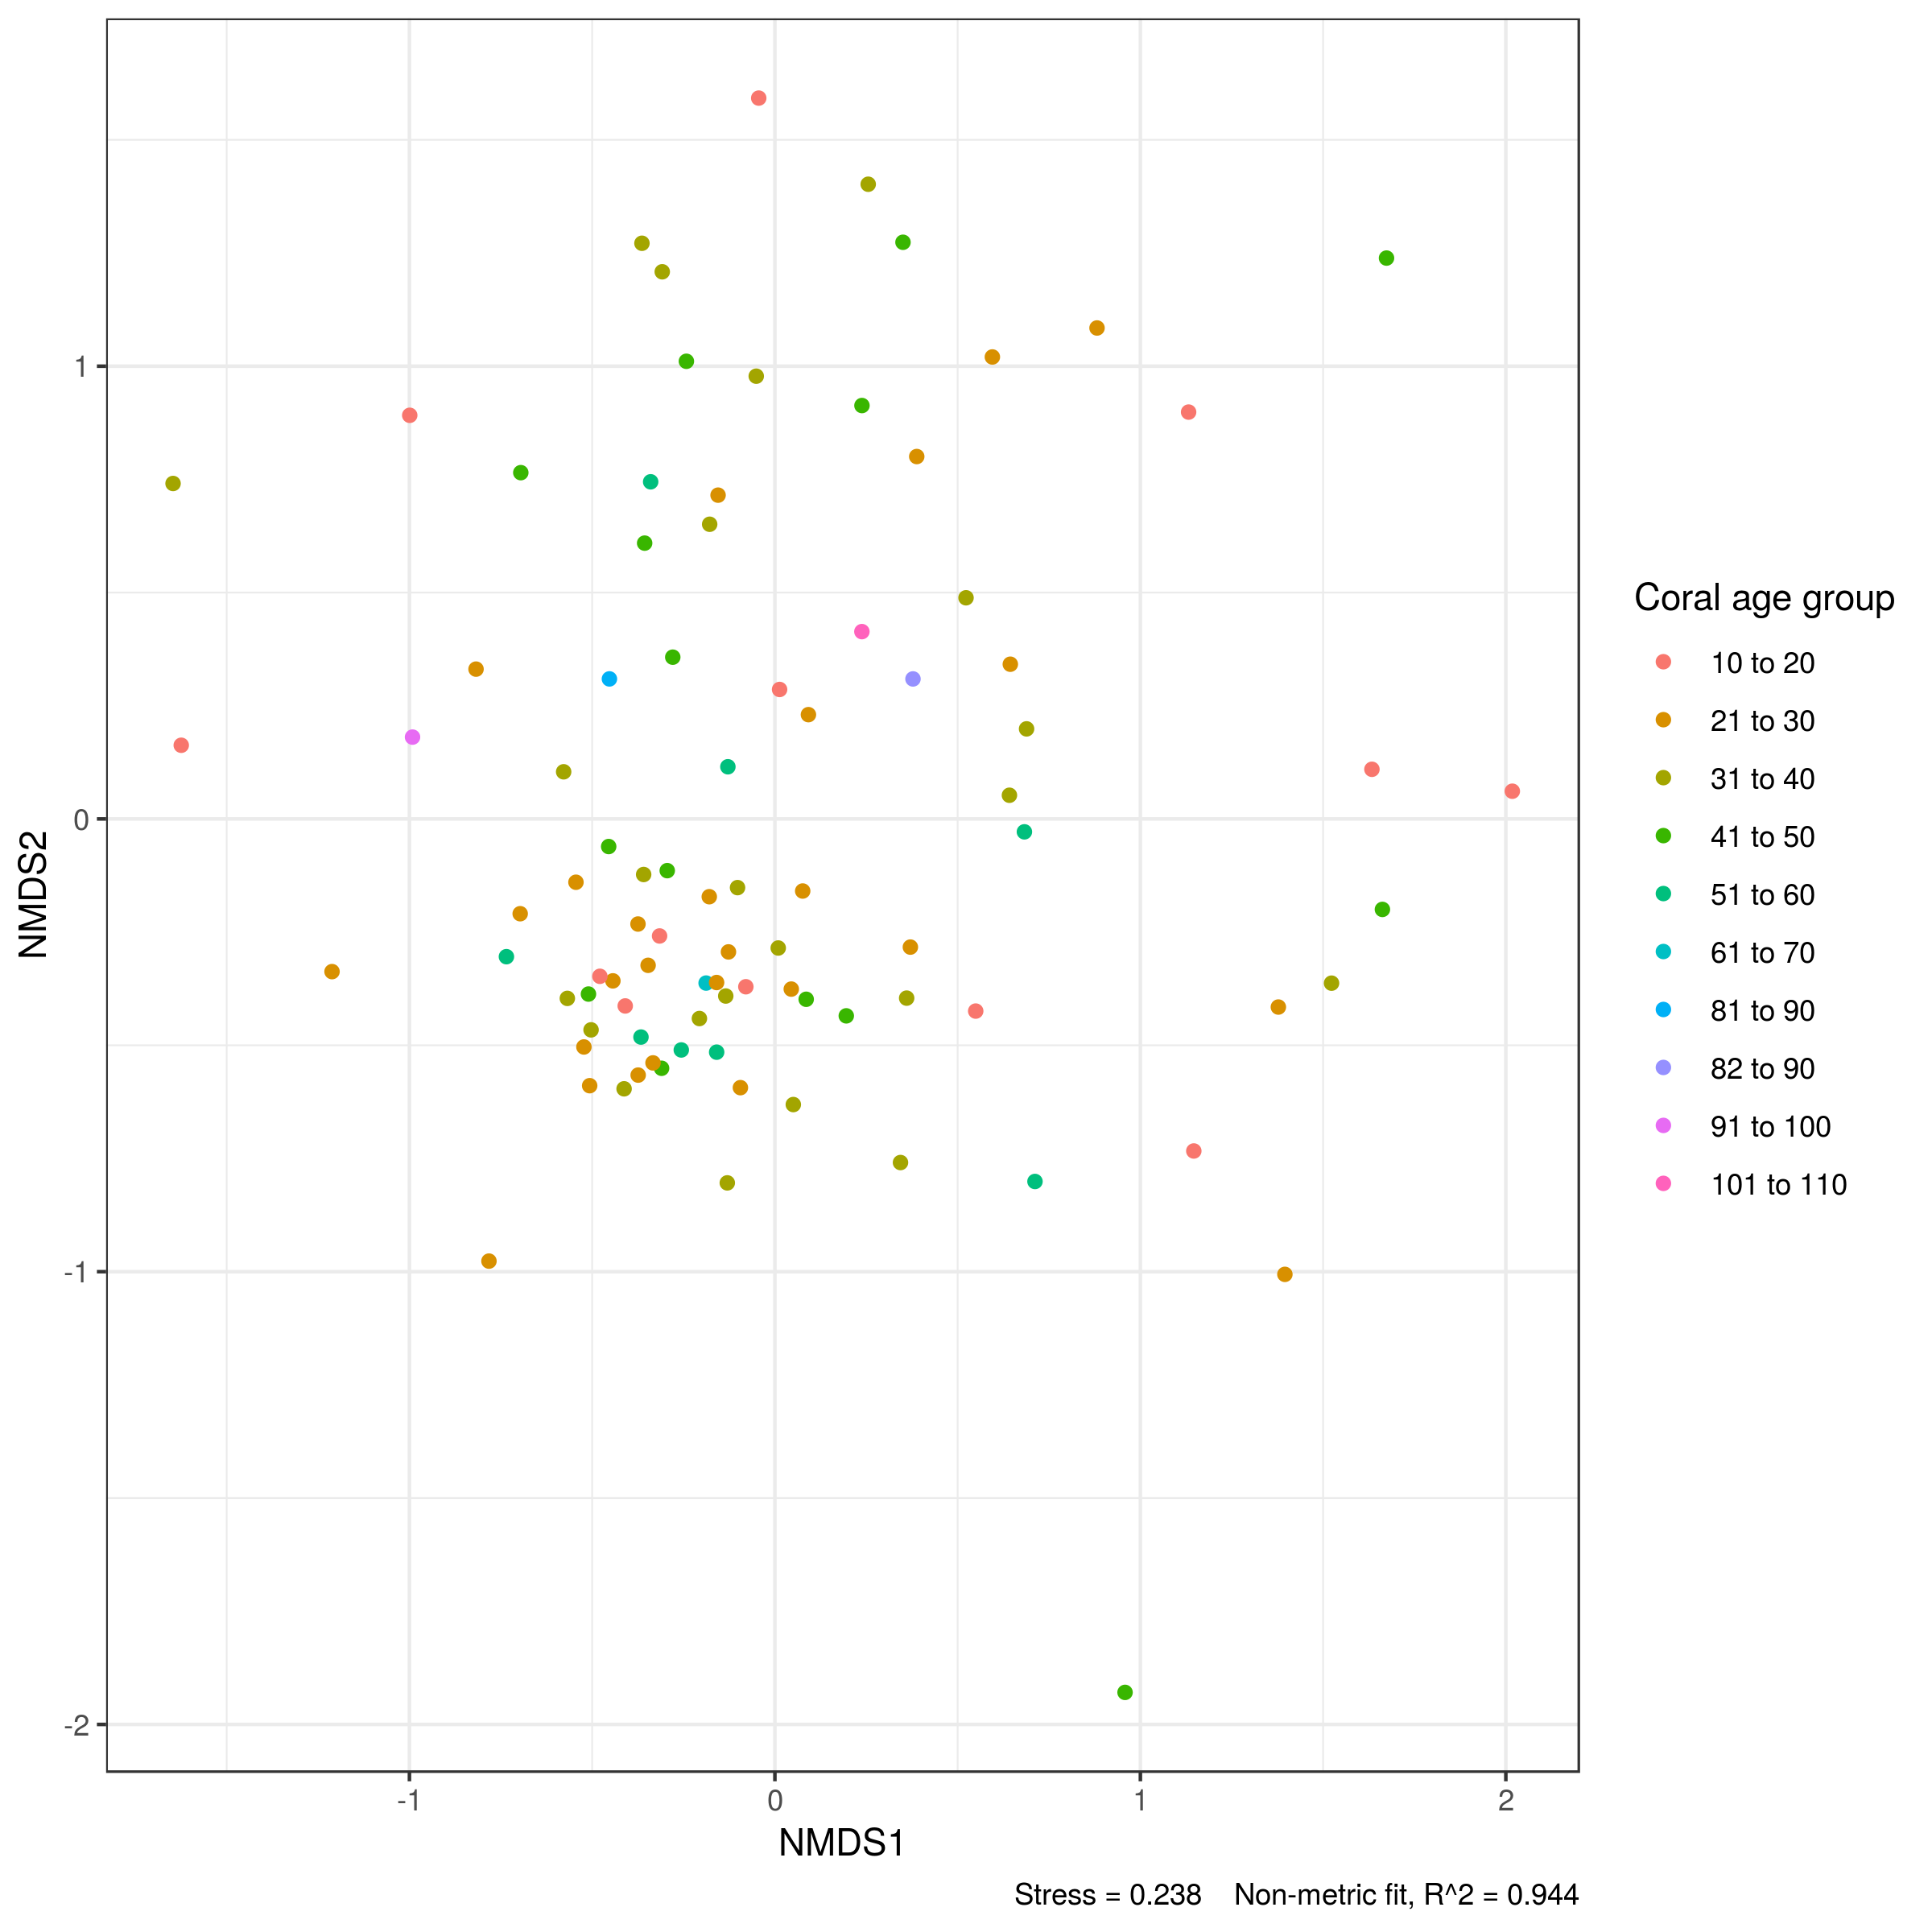 1
0
-1
-2
NMDS2
-1
0
1
2
NMDS1
Coral age group
10 to 20
21 to 30
31 to 40
41 to 50
51 to 60
61 to 70
81 to 90
82 to 90
91 to 100
101 to 110
Stress = 0.238 Non-metric fit, R^2 = 0.944